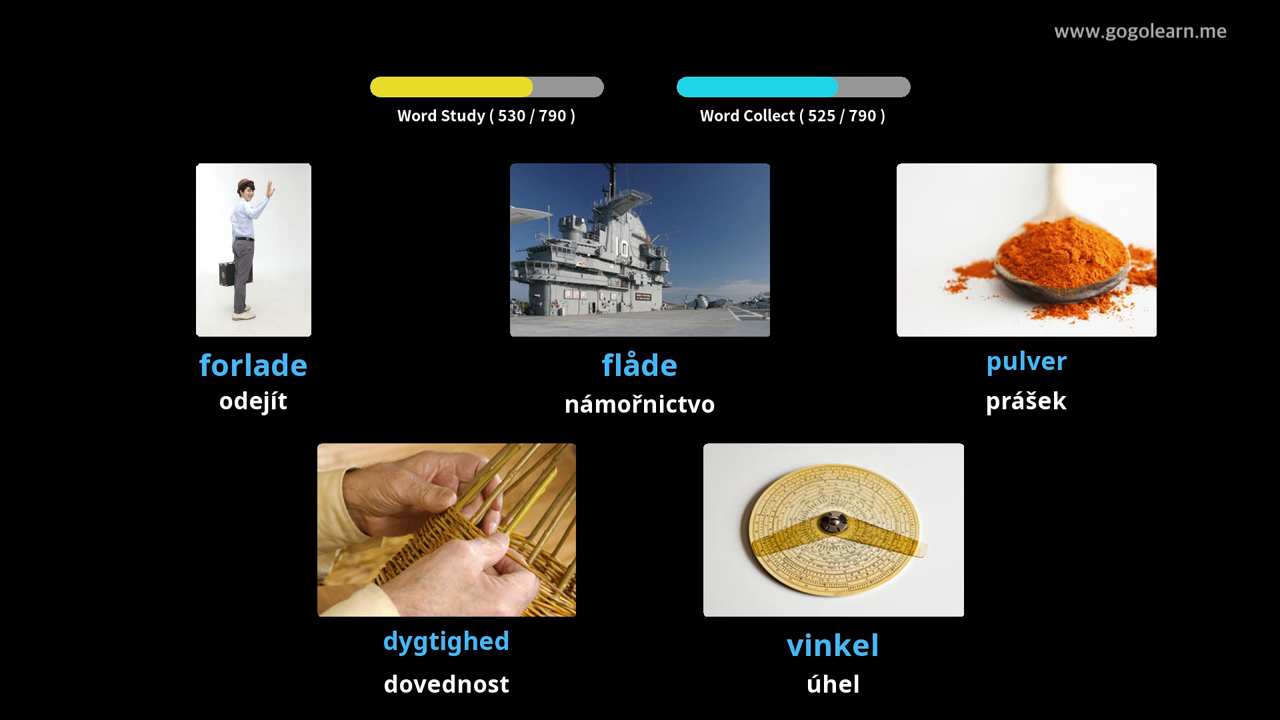 www.gogolearn.me
Word Study ( 530 / 790 )
Word Collect ( 525 / 790 )
forlade
odejít
flåde
námořnictvo
pulver
prášek
dygtighed
dovednost
vinkel
úhel